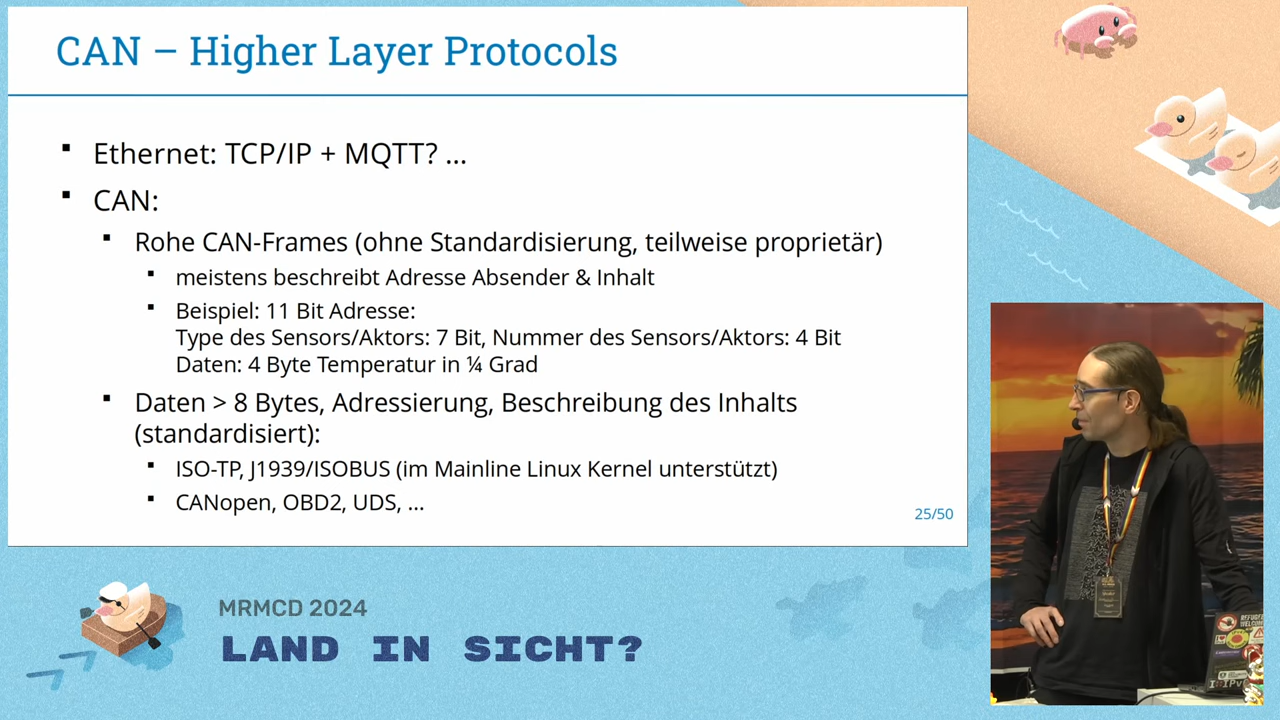 CAN – Higher Layer Protocols
Ethernet: TCP/IP + MQTT? ...
CAN:
Rohe CAN-Frames (ohne Standardisierung, teilweise proprietär)
meistens beschreibt Adresse Absender & Inhalt
Beispiel: 11 Bit Adresse:
Type des Sensors/Aktors: 7 Bit, Nummer des Sensors/Aktors: 4 Bit
Daten: 4 Byte Temperatur in ¼ Grad
Daten > 8 Bytes, Adressierung, Beschreibung des Inhalts
(standardisiert):
ISO-TP, J1939/ISOBUS (im Mainline Linux Kernel unterstützt)
CANopen, OBD2, UDS, ...
25/50
MRMCD 2024
LAND IN SICHT?